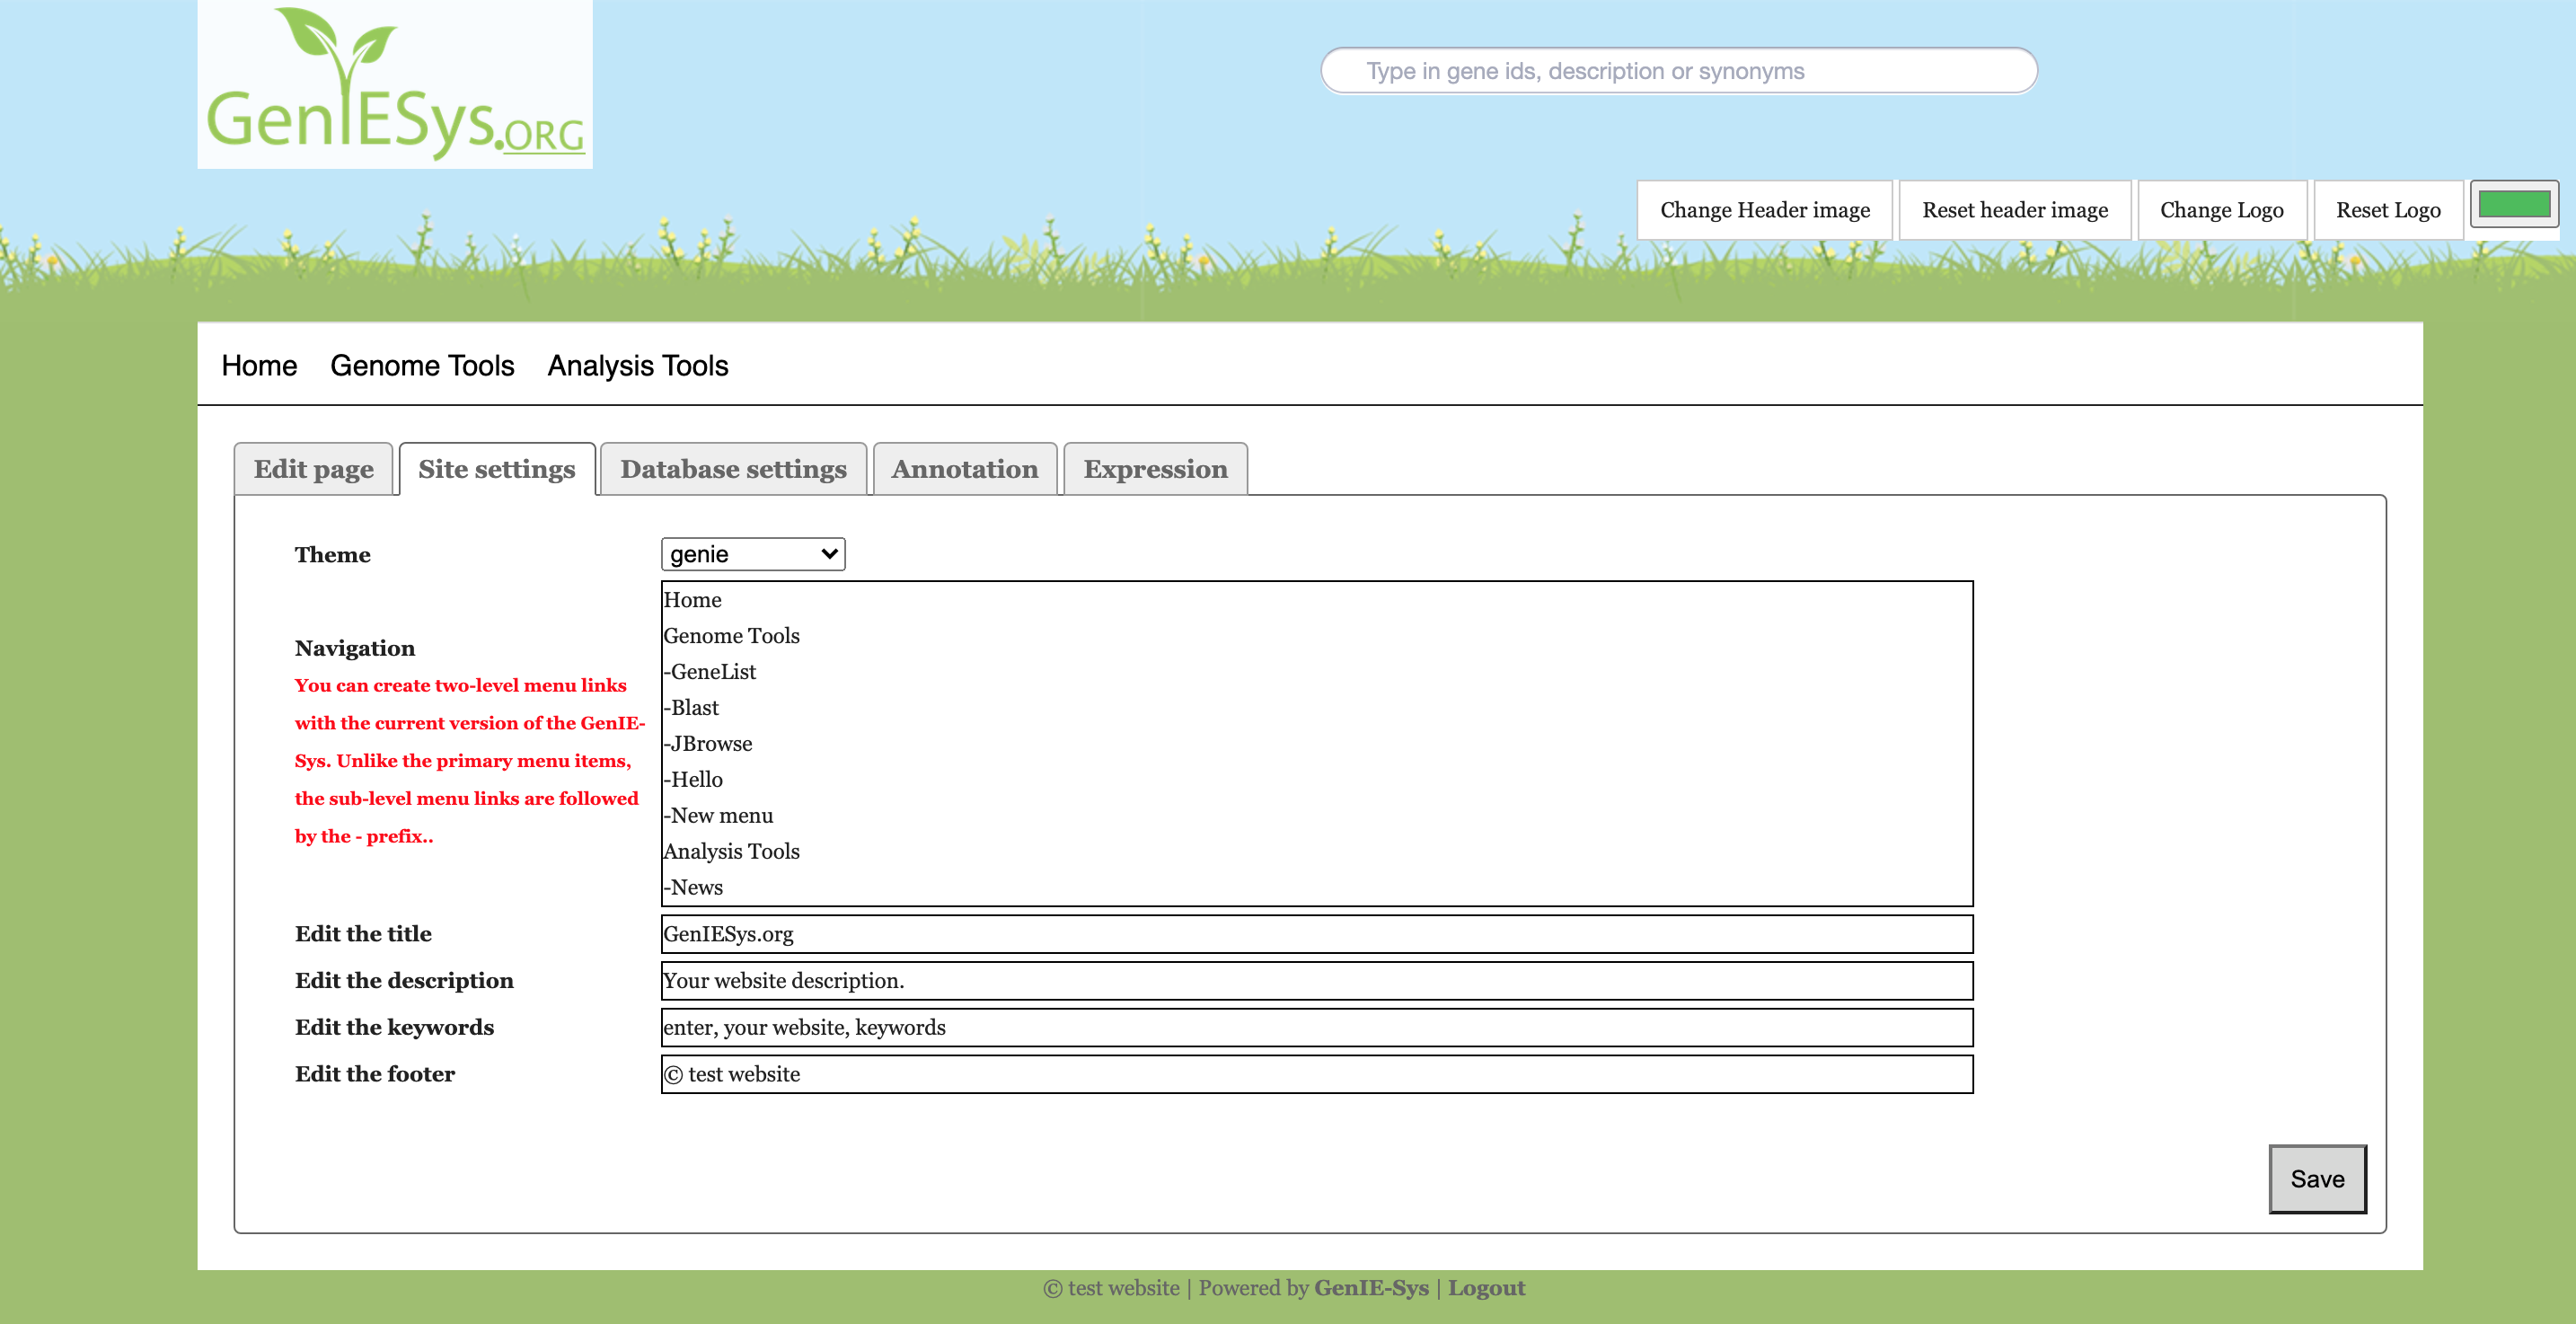 GenIESys.ORG
Type in gene ids, description or synonyms
Change Header image
Reset header image
Change Logo
Reset Logo
Home Genome Tools Analysis Tools
Edit page
Site settings
Database settings
Annotation
Expression
Theme
genie
Navigation
You can create two-level menu links
with the current version of the GenIE-
Sys. Unlike the primary menu items,
the sub-level menu links are followed
by the - prefix..
Home
Genome Tools
-GeneList
-Blast
-JBrowse
-Hello
-New menu
Analysis Tools
-News
Edit the title
GenIESys.org
Edit the description
Your website description.
Edit the keywords
enter, your website, keywords
Edit the footer
© test website
Save
© test website | Powered by GenIE-Sys | Logout